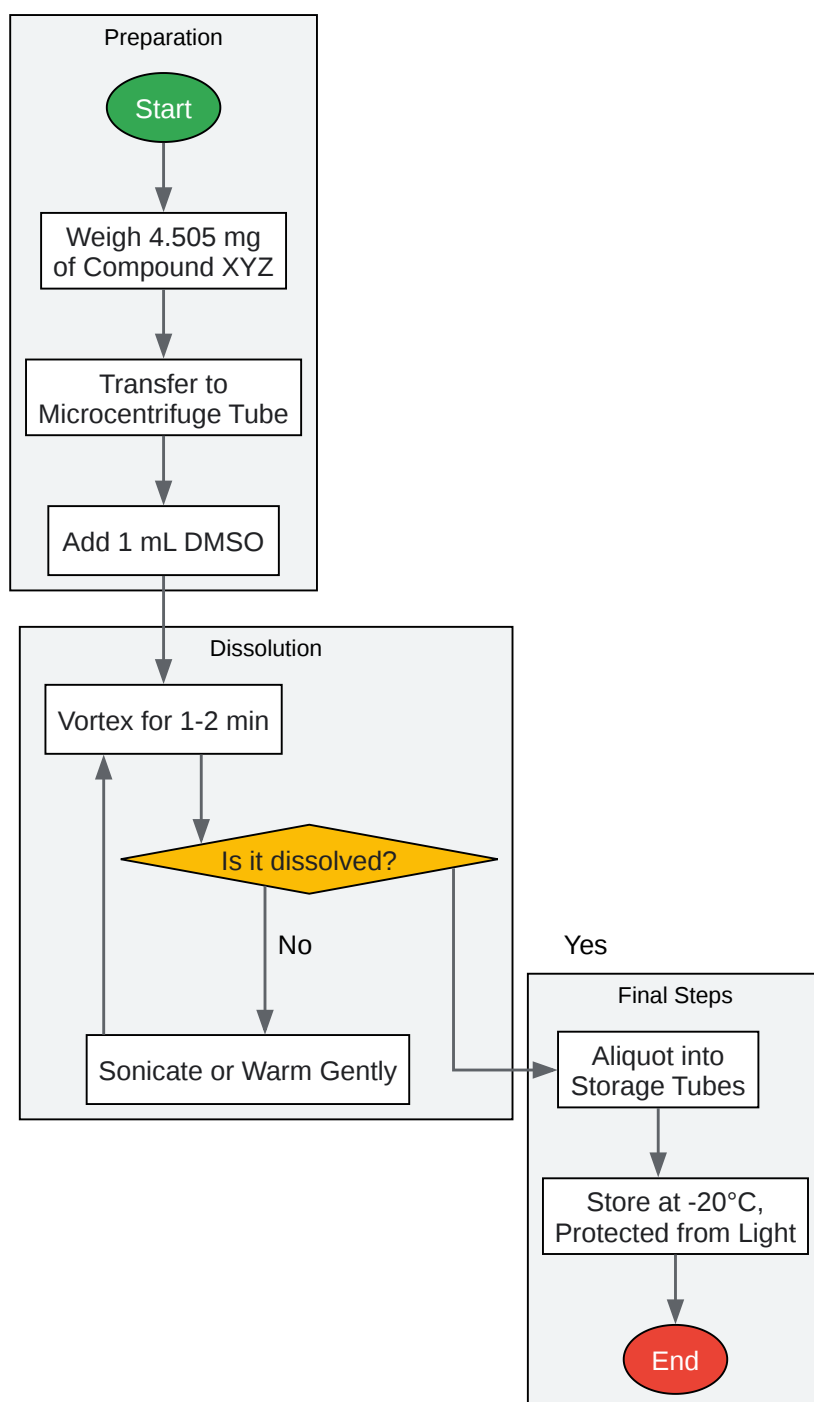 Preparation
Start
Weigh 4.505 mg
of Compound XYZ
Transfer to
Microcentrifuge Tube
Add 1 mL DMSO
Dissolution
Vortex for 1-2 min
Is it dissolved?
No
Yes
Sonicate or Warm Gently
Final Steps
Aliquot into
Storage Tubes
Store at -20°C,
Protected from Light
End